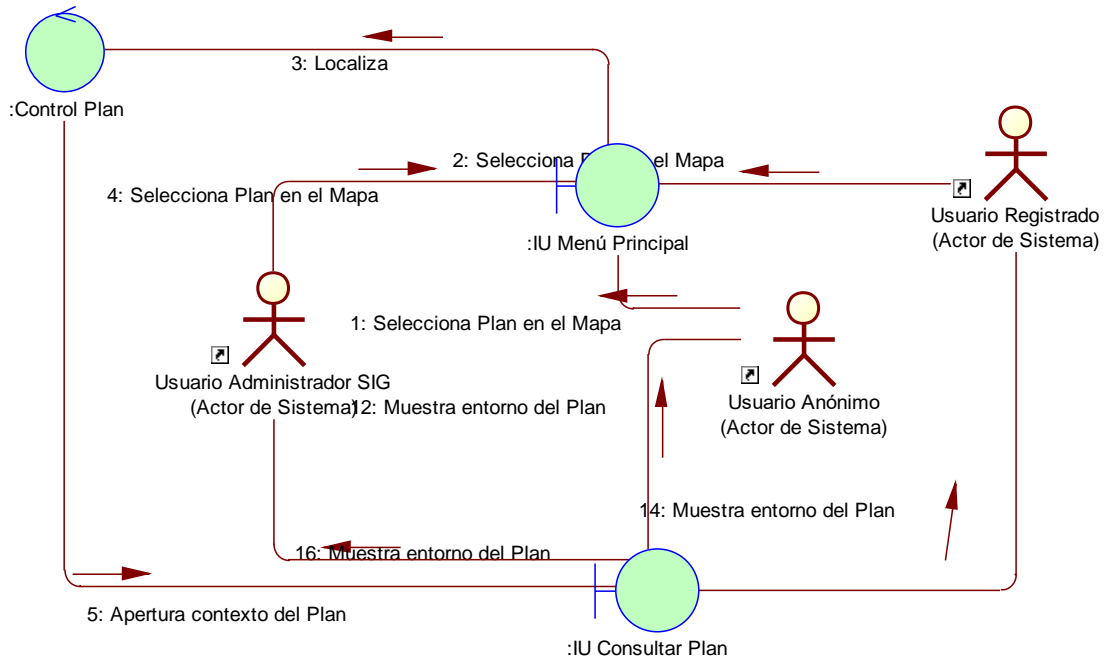 3: Localiza
:Control Plan
2: Selecciona P el Mapa
4: Selecciona Plan en el Mapa
Usuario Registrado
(Actor de Sistema)
:IU Menú Principal
1: Selecciona Plan en el Mapa
Usuario Administrador SIG
(Actor de Sistema)
12: Muestra entorno del Plan
Usuario Anónimo
(Actor de Sistema)
14: Muestra entorno del Plan
16: Muestra entorno del Plan
5: Apertura contexto del Plan
:IU Consultar Plan